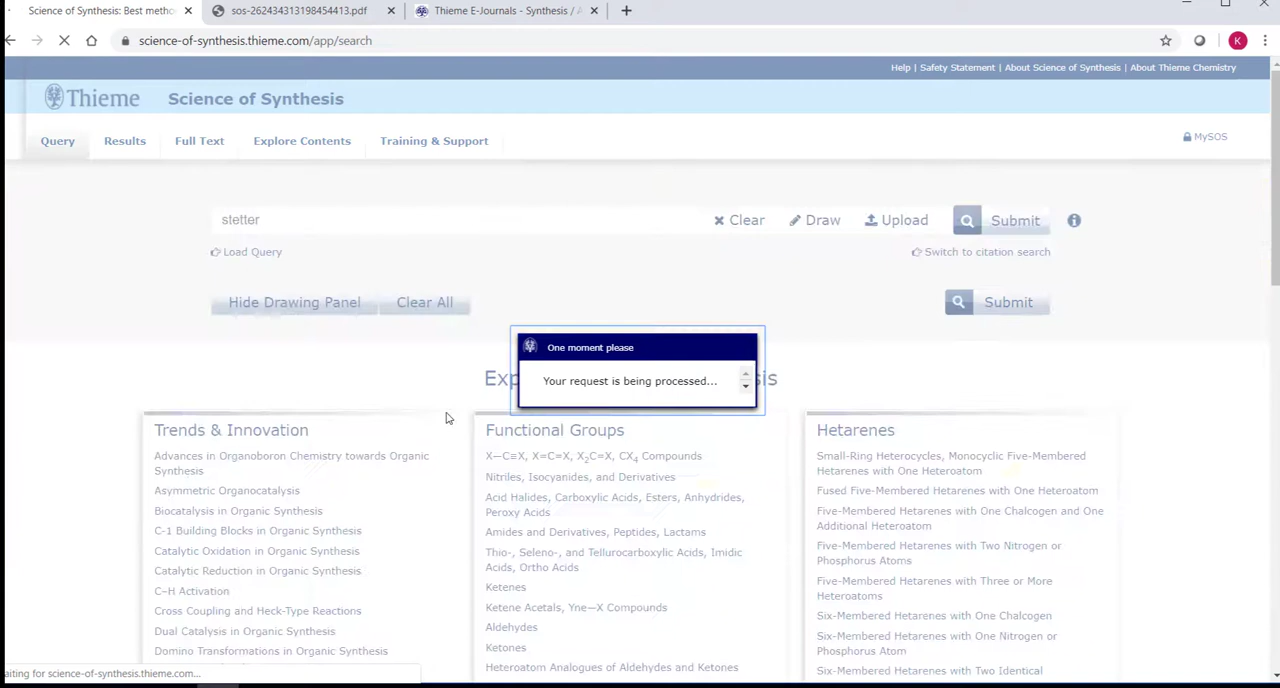 Science of Synthesis: Best metho
sos-262434313198454413.pdf
Thieme E-Journals - Synthesis /
science-of-synthesis.thieme.com/app/search
K
Help | Safety Statement | About Science of Synthesis | About Thieme Chemistry
Thieme Science of Synthesis
Query Results Full Text Explore Contents Training & Support
MySOS
stetter
Clear Draw Upload Submit
Load Query
Switch to citation search
Hide Drawing Panel Clear All Submit
One moment please
Your request is being processed...
Trends & Innovation
Advances in Organoboron Chemistry towards Organic
Synthesis
Asymmetric Organocatalysis
Biocatalysis in Organic Synthesis
C-1 Building Blocks in Organic Synthesis
Catalytic Oxidation in Organic Synthesis
Catalytic Reduction in Organic Synthesis
C–H Activation
Cross Coupling and Heck-Type Reactions
Dual Catalysis in Organic Synthesis
Domino Transformations in Organic Synthesis
Functional Groups
X—C≡X, X=C=X, X₂C=X, CX₄ Compounds
Nitriles, Isocyanides, and Derivatives
Acid Halides, Carboxylic Acids, Esters, Anhydrides,
Peroxy Acids
Amides and Derivatives, Peptides, Lactams
Thio-, Seleno-, and Tellurocarboxylic Acids, Imidic
Acids, Ortho Acids
Ketenes
Ketene Acetals, Yne—X Compounds
Aldehydes
Ketones
Heteroatom Analogues of Aldehydes and Ketones
Hetarenes
Small-Ring Heterocycles, Monocyclic Five-Membered
Hetarenes with One Heteroatom
Fused Five-Membered Hetarenes with One Heteroatom
Five-Membered Hetarenes with One Chalcogen and One
Additional Heteroatom
Five-Membered Hetarenes with Two Nitrogen or
Phosphorus Atoms
Five-Membered Hetarenes with Three or More
Heteroatoms
Six-Membered Hetarenes with One Chalcogen
Six-Membered Hetarenes with One Nitrogen or
Phosphorus Atom
Six-Membered Hetarenes with Two Identical
aiting for science-of-synthesis.thieme.com...